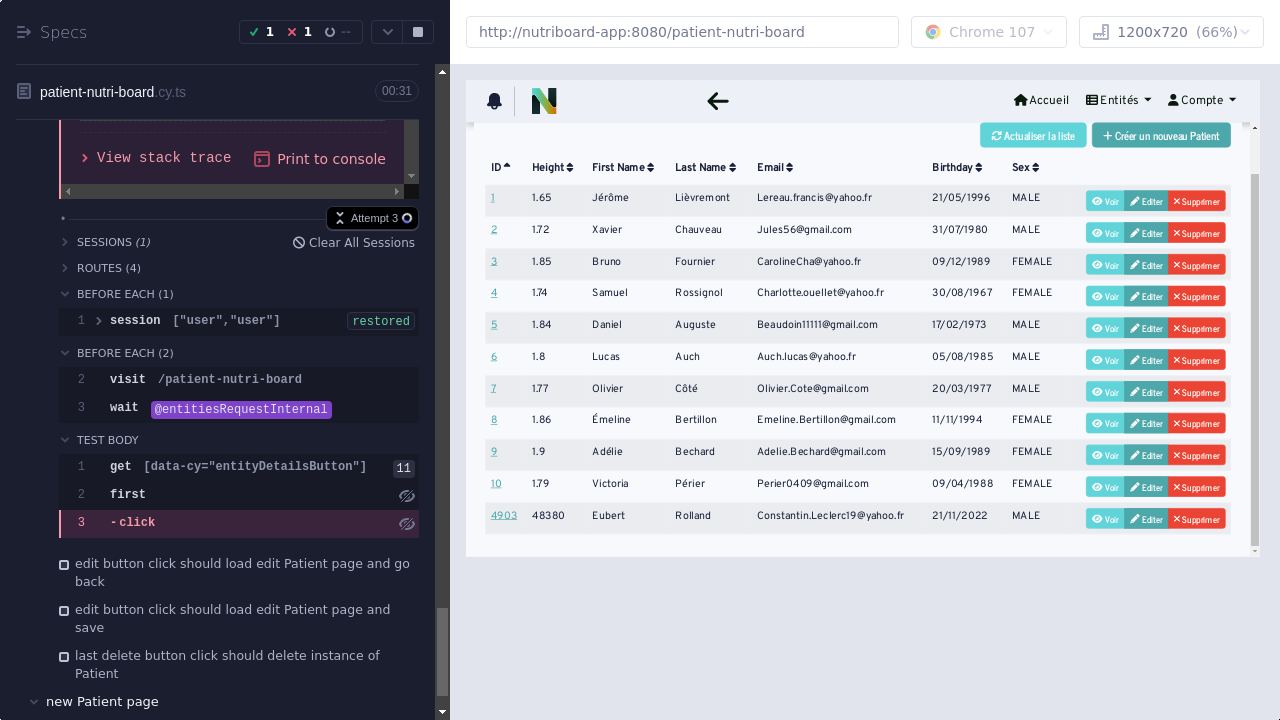 Specs
1
1
--
patient-nutri-board.cy.ts
00:31
View stack trace
Print to console
Attempt 3
SESSIONS (1)
Clear All Sessions
ROUTES (4)
BEFORE EACH (1)
1 session ["user","user"] restored
BEFORE EACH (2)
2 visit /patient-nutri-board
3 wait @entitiesRequestInternal
TEST BODY
1 get [data-cy="entityDetailsButton"] 11
2 first
3 -click
edit button click should load edit Patient page and go
back
edit button click should load edit Patient page and
save
last delete button click should delete instance of
Patient
new Patient page
http://nutriboard-app:8080/patient-nutri-board
Chrome 107
1200x720 (66%)
N
Accueil
Entités
Compte
Actualiser la liste
Créer un nouveau Patient
ID Height First Name Last Name Email Birthday Sex
1 1.65 Jérôme Lièvremont Lereau.francis@yahoo.fr 21/05/1996 MALE Voir Editer Supprimer
2 1.72 Xavier Chauveau Jules56@gmail.com 31/07/1980 MALE Voir Editer Supprimer
3 1.85 Bruno Fournier CarolineCha@yahoo.fr 09/12/1989 FEMALE Voir Editer Supprimer
4 1.74 Samuel Rossignol Charlotte.ouellet@yahoo.fr 30/08/1967 FEMALE Voir Editer Supprimer
5 1.84 Daniel Auguste Beaudoin11111@gmail.com 17/02/1973 MALE Voir Editer Supprimer
6 1.8 Lucas Auch Auch.lucas@yahoo.fr 05/08/1985 MALE Voir Editer Supprimer
7 1.77 Olivier Côté Olivier.Cote@gmail.com 20/03/1977 MALE Voir Editer Supprimer
8 1.86 Émeline Bertillon Emeline.Bertillon@gmail.com 11/11/1994 FEMALE Voir Editer Supprimer
9 1.9 Adélie Bechard Adelie.Bechard@gmail.com 15/09/1989 FEMALE Voir Editer Supprimer
10 1.79 Victoria Périer Perier0409@gmail.com 09/04/1988 FEMALE Voir Editer Supprimer
4903 48380 Eubert Rolland Constantin.Leclerc19@yahoo.fr 21/11/2022 MALE Voir Editer Supprimer